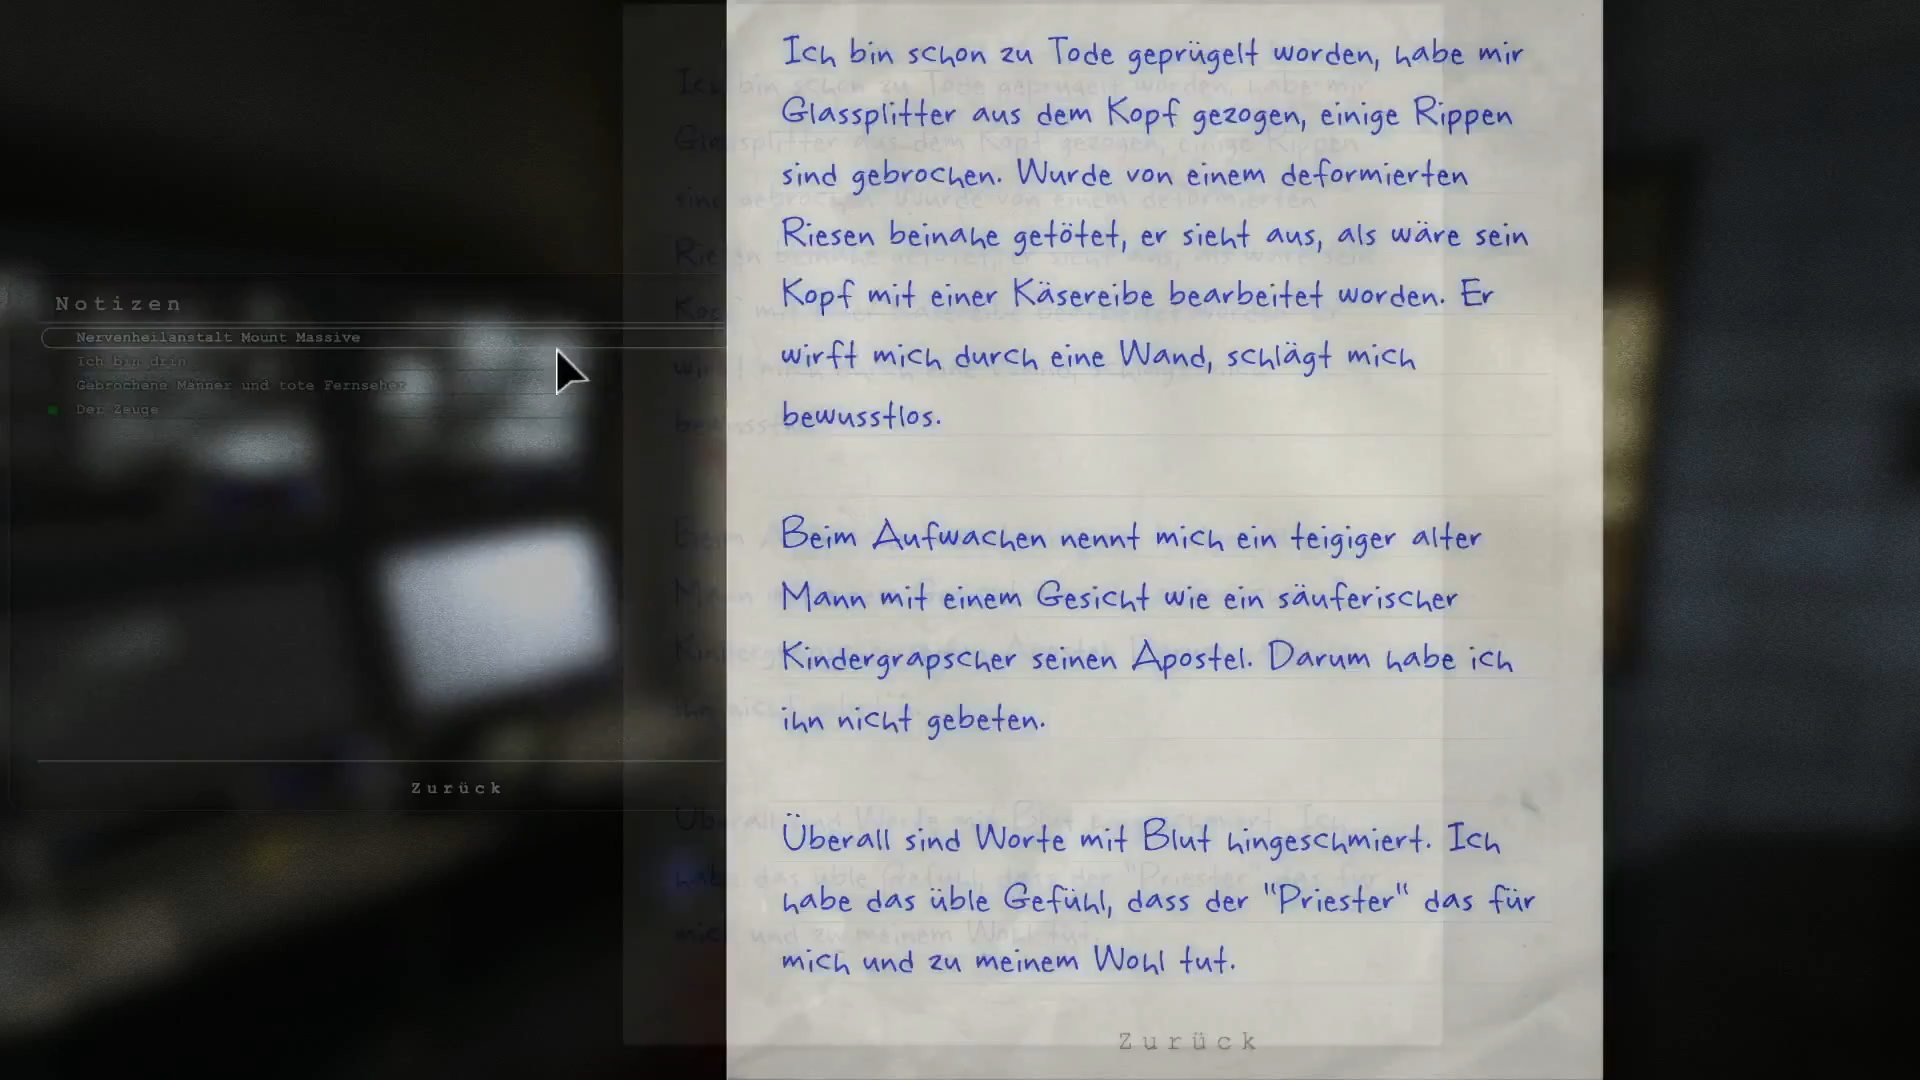 Notizen
Nervenheilanstalt Mount Massive
Ich bin drin
Gebrochene Männer und tote Fernseher
Der Zeuge
Zurück
Ich bin schon zu Tode geprügelt worden, habe mir
Glassplitter aus dem Kopf gezogen, einige Rippen
sind gebrochen. Wurde von einem deformierten
Riesen beinahe getötet, er sieht aus, als wäre sein
Kopf mit einer Käsereibe bearbeitet worden. Er
wirft mich durch eine Wand, schlägt mich
bewusstlos.
Beim Aufwachen nennt mich ein teigiger alter
Mann mit einem Gesicht wie ein säuferischer
Kindergrapscher seinen Apostel. Darum habe ich
ihn nicht gebeten.
Überall sind Worte mit Blut hingeschmiert. Ich
habe das üble Gefühl, dass der "Priester" das für
mich und zu meinem Wohl tut.
Zurück